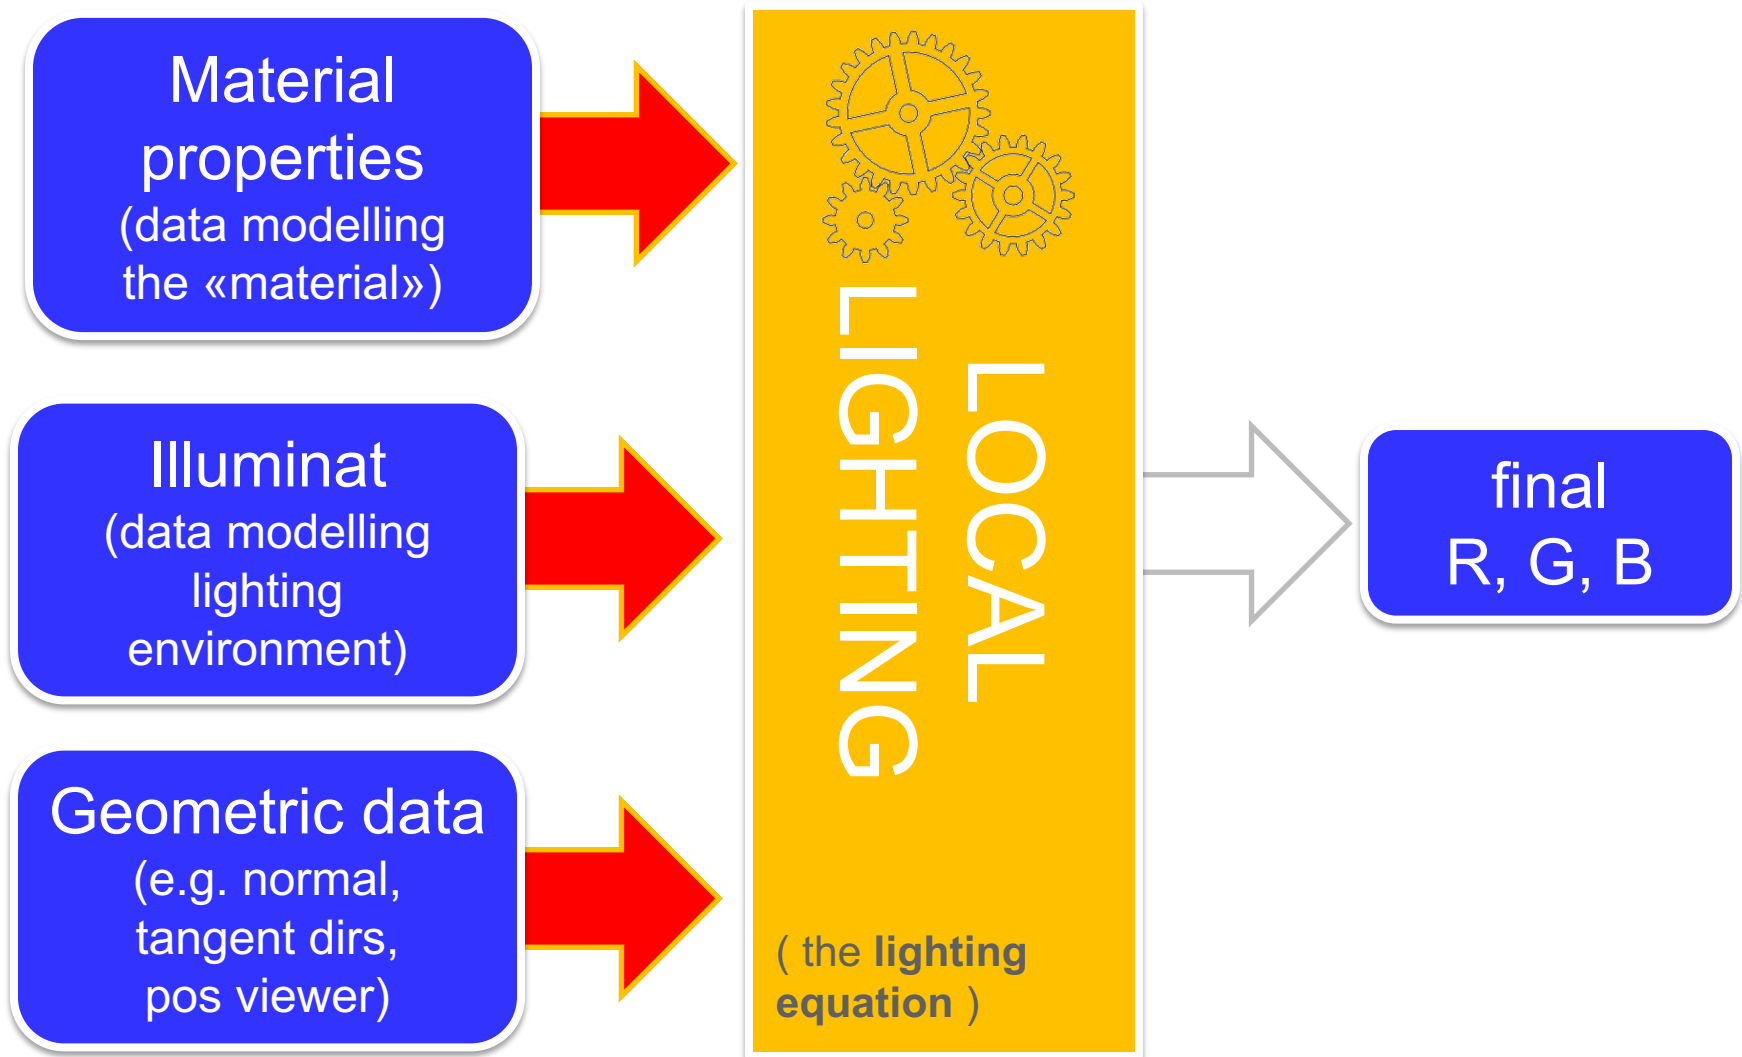 Material
properties
(data modelling
the «material»)
Illuminat
(data modelling
lighting
environment)
Geometric data
(e.g. normal,
tangent dirs,
pos viewer)
LOCAL
LIGHTING
( the lighting
equation )
final
R, G, B